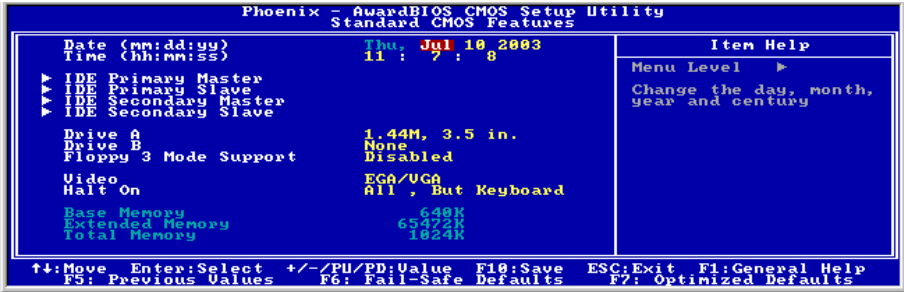 Phoenix - AwardBIOS CMOS Setup Utility
Standard CMOS Features
Date (mm:dd:yy) Thu, Jul 10 2003
Time (hh:mm:ss) 11 : 7 : 8
► IDE Primary Master
► IDE Primary Slave
► IDE Secondary Master
► IDE Secondary Slave
Drive A 1.44M, 3.5 in.
Drive B None
Floppy 3 Mode Support Disabled
Video EGA/VGA
Halt On All , But Keyboard
Base Memory 640K
Extended Memory 65472K
Total Memory 1024K
Item Help
Menu Level ►
Change the day, month,
year and century
↑↓:Move Enter:Select +/-/PU/PD:Value F10:Save ESC:Exit F1:General Help
F5: Previous Values F6: Fail-Safe Defaults F7: Optimized Defaults